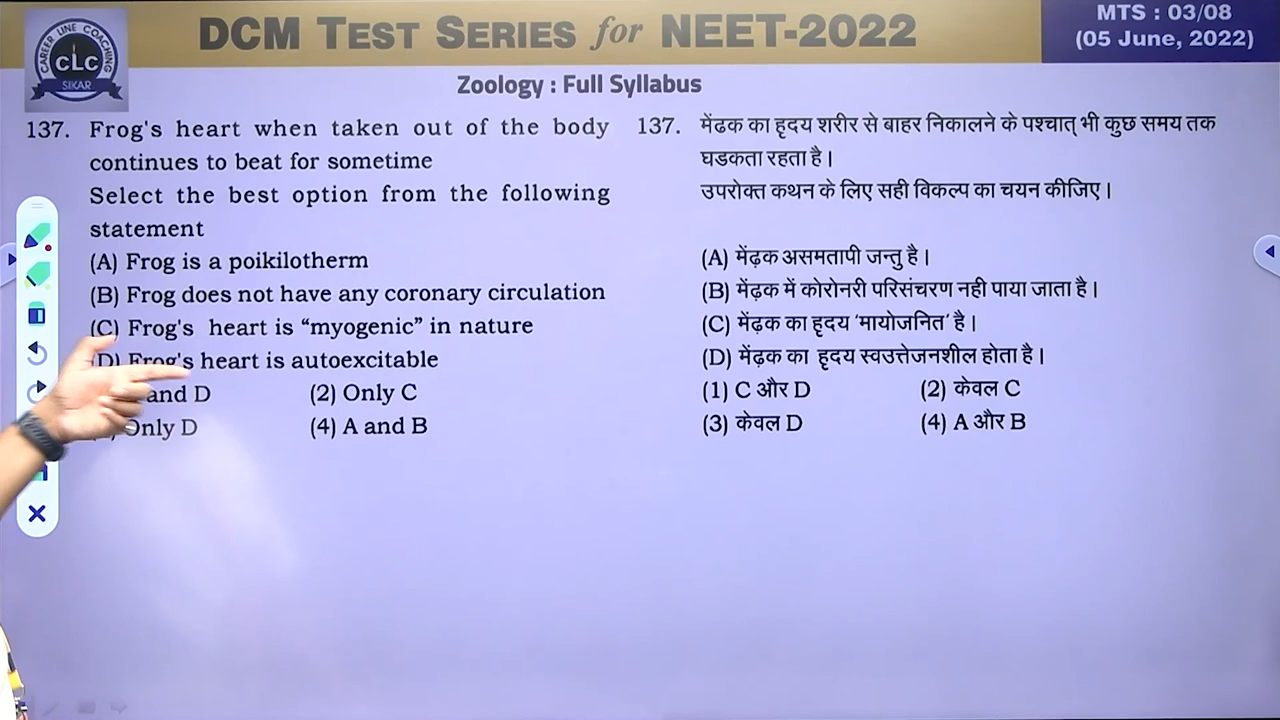 CAREER LINE COACHING
CLC
SIKAR
DCM TEST SERIES for NEET-2022
MTS : 03/08
(05 June, 2022)
Zoology : Full Syllabus
137. Frog's heart when taken out of the body
continues to beat for sometime
Select the best option from the following
statement
(A) Frog is a poikilotherm
(B) Frog does not have any coronary circulation
(C) Frog's heart is “myogenic” in nature
D) Frog's heart is autoexcitable
and D (2) Only C
Only D (4) A and B
137. मेंढक का हृदय शरीर से बाहर निकालने के पश्चात् भी कुछ समय तक
घडकता रहता है।
उपरोक्त कथन के लिए सही विकल्प का चयन कीजिए।
(A) मेंढ़क असमतापी जन्तु है।
(B) मेंढ़क में कोरोनरी परिसंचरण नही पाया जाता है।
(C) मेंढ़क का हृदय ‘मायोजनित’ है।
(D) मेंढ़क का हृदय स्वउत्तेजनशील होता है।
(1) C और D (2) केवल C
(3) केवल D (4) A और B